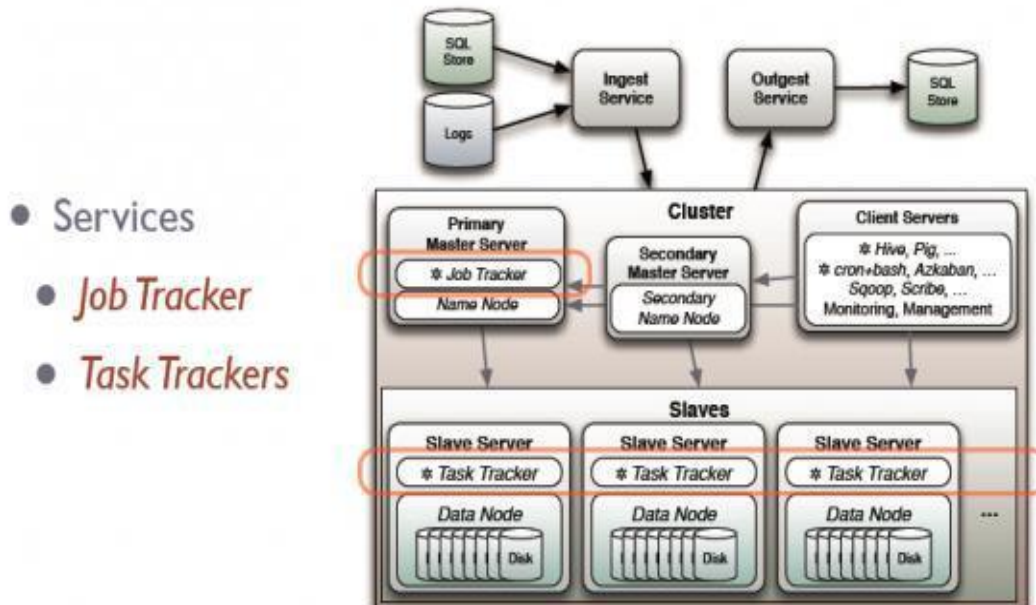 Services
Job Tracker
Task Trackers
SQL
Store
Logs
Ingest
Service
Outgest
Service
SQL
Store
Cluster
Primary
Master Server
✲ Job Tracker
Name Node
Secondary
Master Server
Secondary
Name Node
Client Servers
✲ Hive, Pig, ...
✲ cron+bash, Azkaban, ...
Sqoop, Scribe, ...
Monitoring, Management
Slaves
Slave Server
✲ Task Tracker
Data Node
Disk
Slave Server
✲ Task Tracker
Data Node
Disk
Slave Server
✲ Task Tracker
Data Node
Disk
...